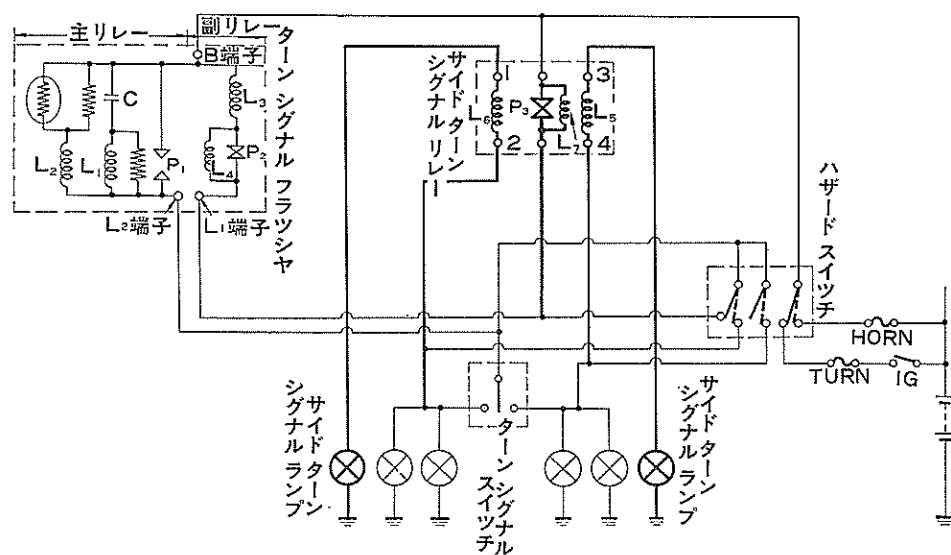 主リレー
副リレー
B端子
ターン シグナル フラツシヤ
C
L₃
L₂
L₁
P₁
L₄
P₂
L₂端子
L₁端子
サイド ターン
シグナル リレー
1
3
P₃
L₆
L₇
L₅
2
4
ハザード スイツチ
HORN
TURN
IG
サイド ターン
シグナル ランプ
ターン シグナル
スイツチ
サイド ターン
シグナル ランプ